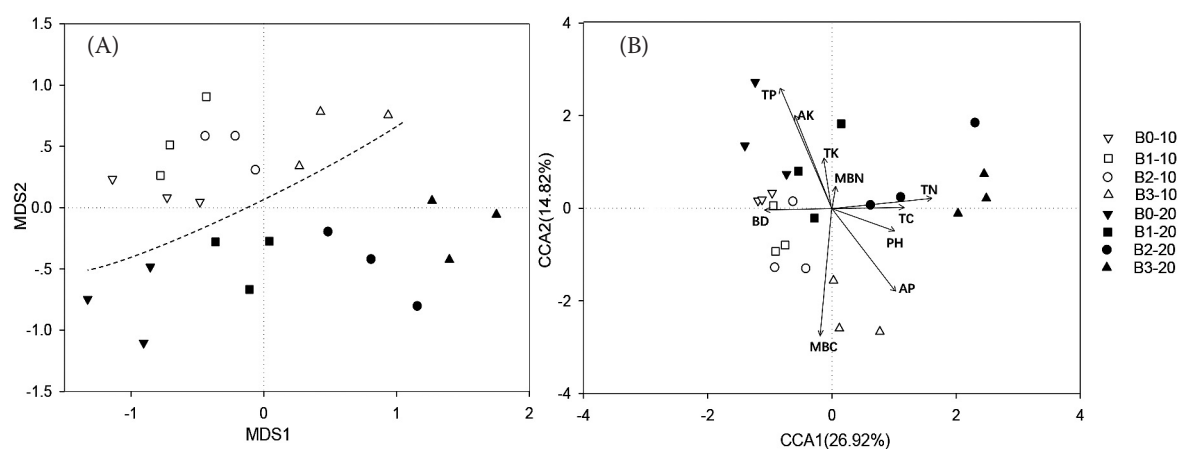 (A)
1.5
1.0
.5
0.0
-.5
-1.0
-1.5
MDS2
-1
0
1
2
MDS1
(B)
4
2
0
-2
-4
CCA2(14.82%)
TP
AK
TK
MBN
TN
TC
BD
PH
AP
MBC
-4
-2
0
2
4
CCA1(26.92%)
B0-10
B1-10
B2-10
B3-10
B0-20
B1-20
B2-20
B3-20